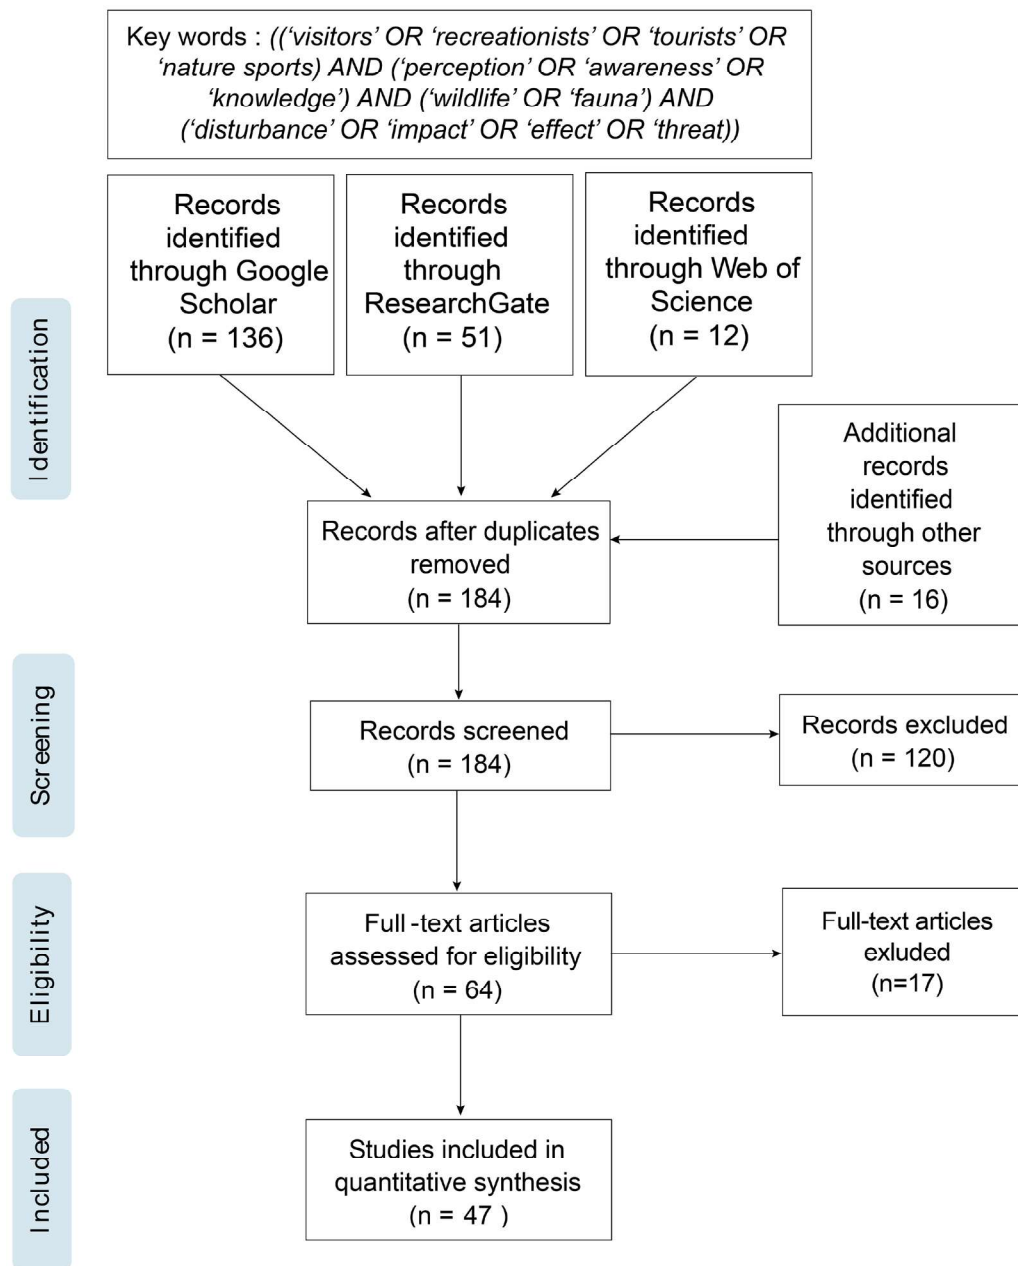 Key words : ((‘visitors’ OR ‘recreationists’ OR ‘tourists’ OR
‘nature sports) AND (‘perception’ OR ‘awareness’ OR
‘knowledge’) AND (‘wildlife’ OR ‘fauna’) AND
(‘disturbance’ OR ‘impact’ OR ‘effect’ OR ‘threat))
Records
identified
through Google
Scholar
(n = 136)
Records
identified
through
ResearchGate
(n = 51)
Records
identified
through Web of
Science
(n = 12)
Identification
Additional
records
identified
through other
sources
(n = 16)
Records after duplicates
removed
(n = 184)
Screening
Records screened
(n = 184)
Records excluded
(n = 120)
Eligibility
Full -text articles
assessed for eligibility
(n = 64)
Full-text articles
exluded
(n=17)
Included
Studies included in
quantitative synthesis
(n = 47 )